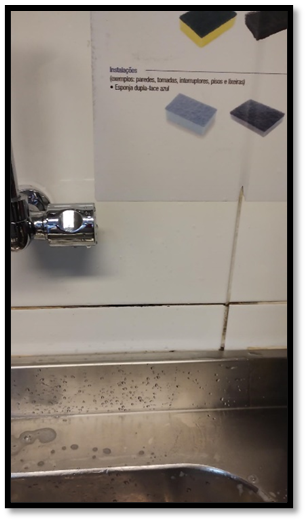 Instalações
(exemplos: paredes, tomadas, interruptores, pisos e lixeiras)
• Esponja dupla-face azul